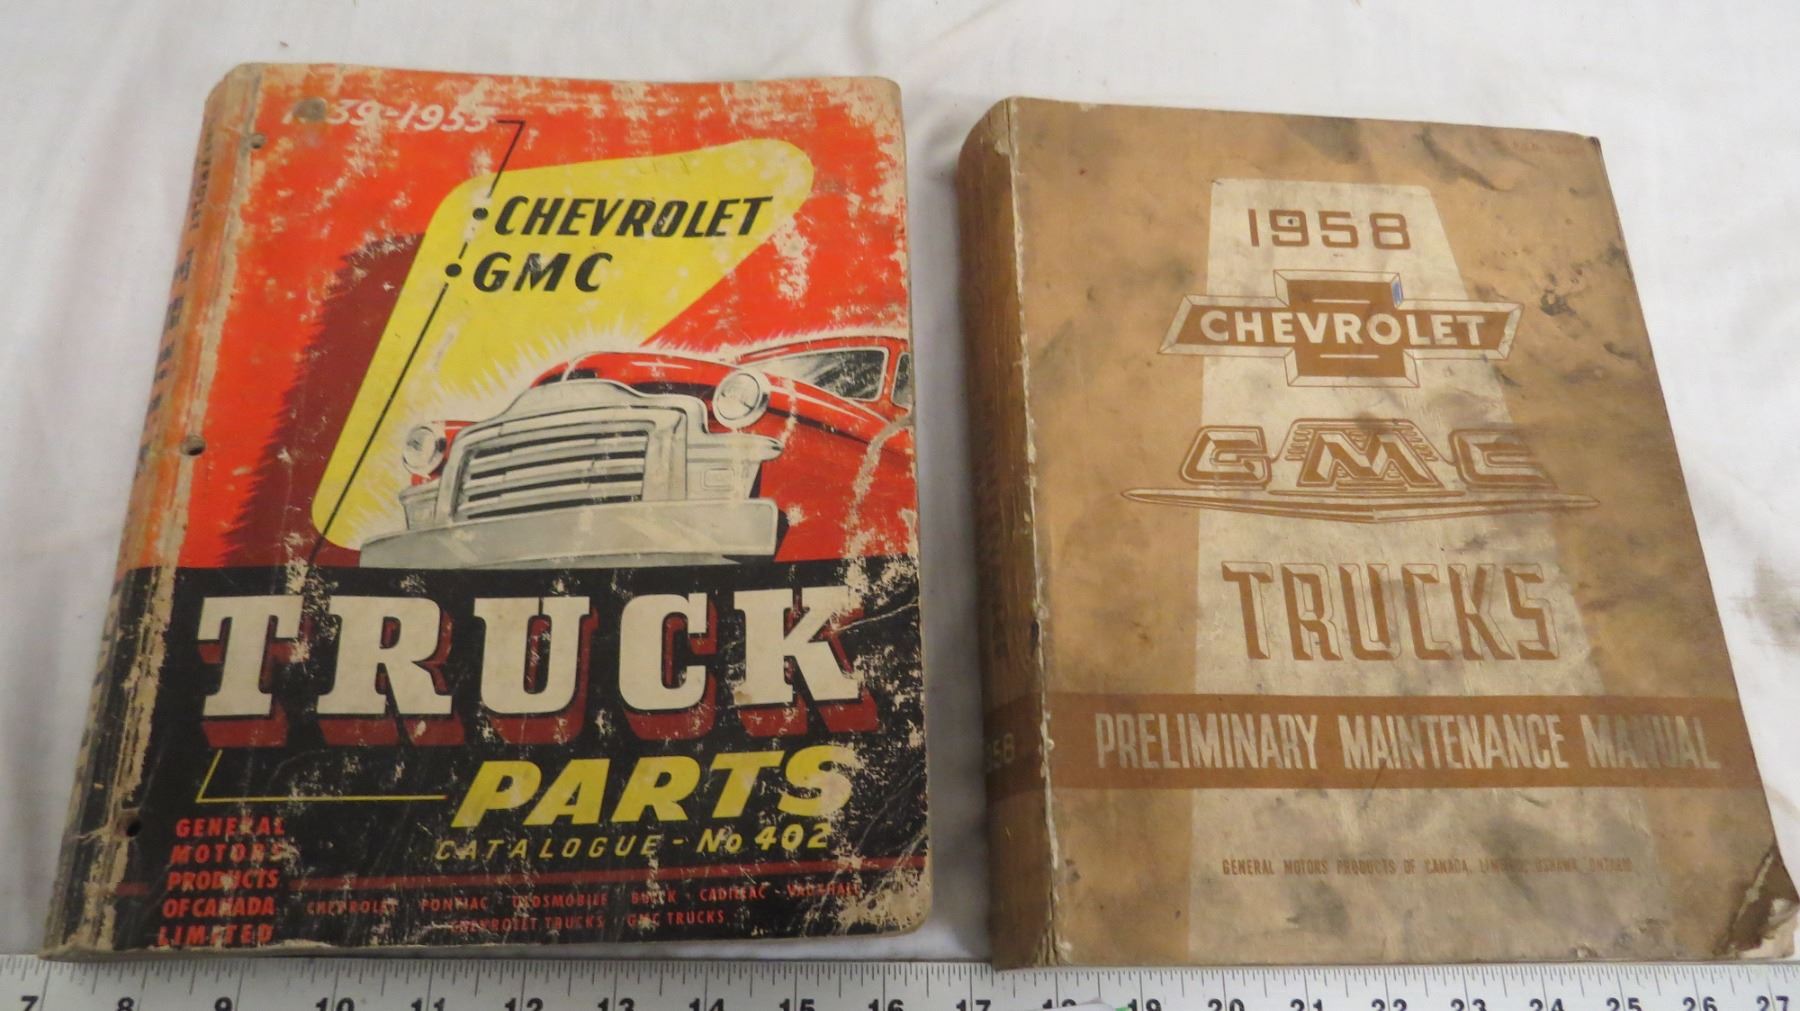 1939-1955
CHEVROLET
GMC
TRUCK
PARTS
CATALOGUE - No 402
GENERAL
MOTORS
PRODUCTS
OF CANADA
LIMITED
CHEVROLET PONTIAC OLDSMOBILE BUICK - CADILLAC - VAUXHALL
CHEVROLET TRUCKS GMC TRUCKS
1958
CHEVROLET
GMC
TRUCKS
PRELIMINARY MAINTENANCE MANUAL
GENERAL MOTORS PRODUCTS OF CANADA, LIMITED OSHAWA ONTARIO
7 8 9 10 11 12 13 14 15 16 17 18 19 20 21 22 23 24 25 26 27